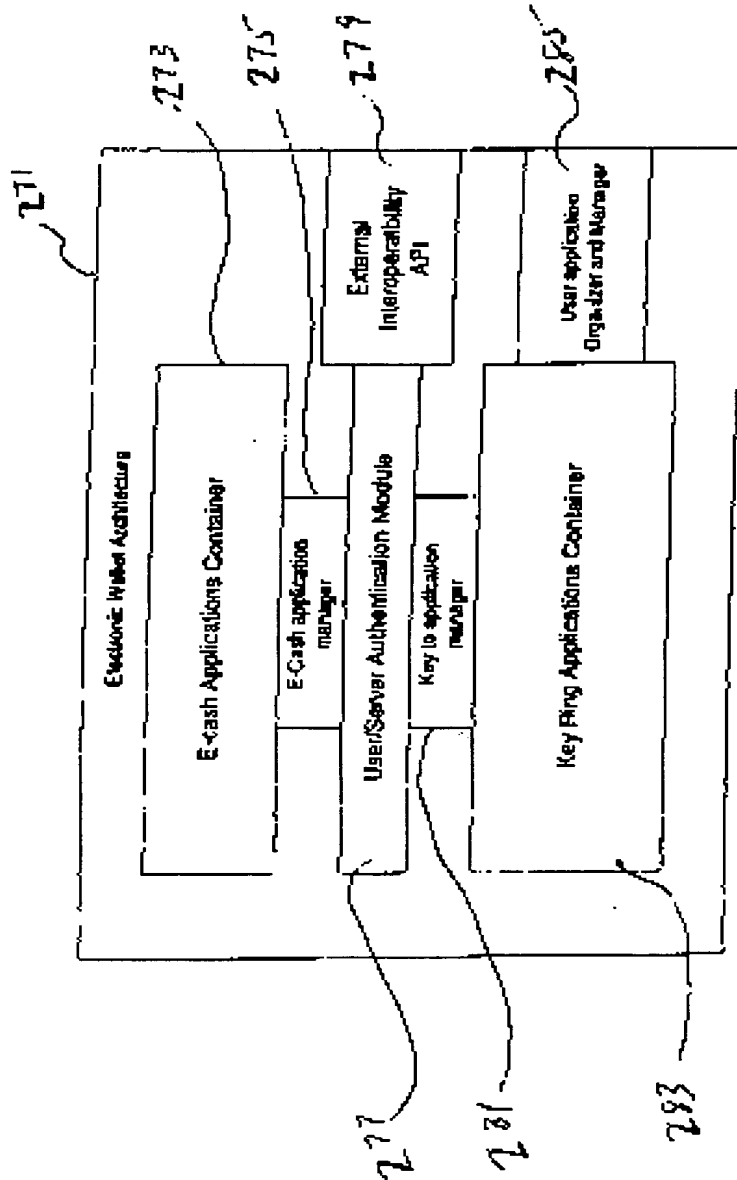 271
Electronic Wallet Architecture
273
E-cash Applications Container
275
E-Cash application
manager
External
Interoperatibility
API
279
User/Server Authentication Module
277
Key to application
manager
281
User application
Organizer and Manager
285
Key Ring Applications Container
283